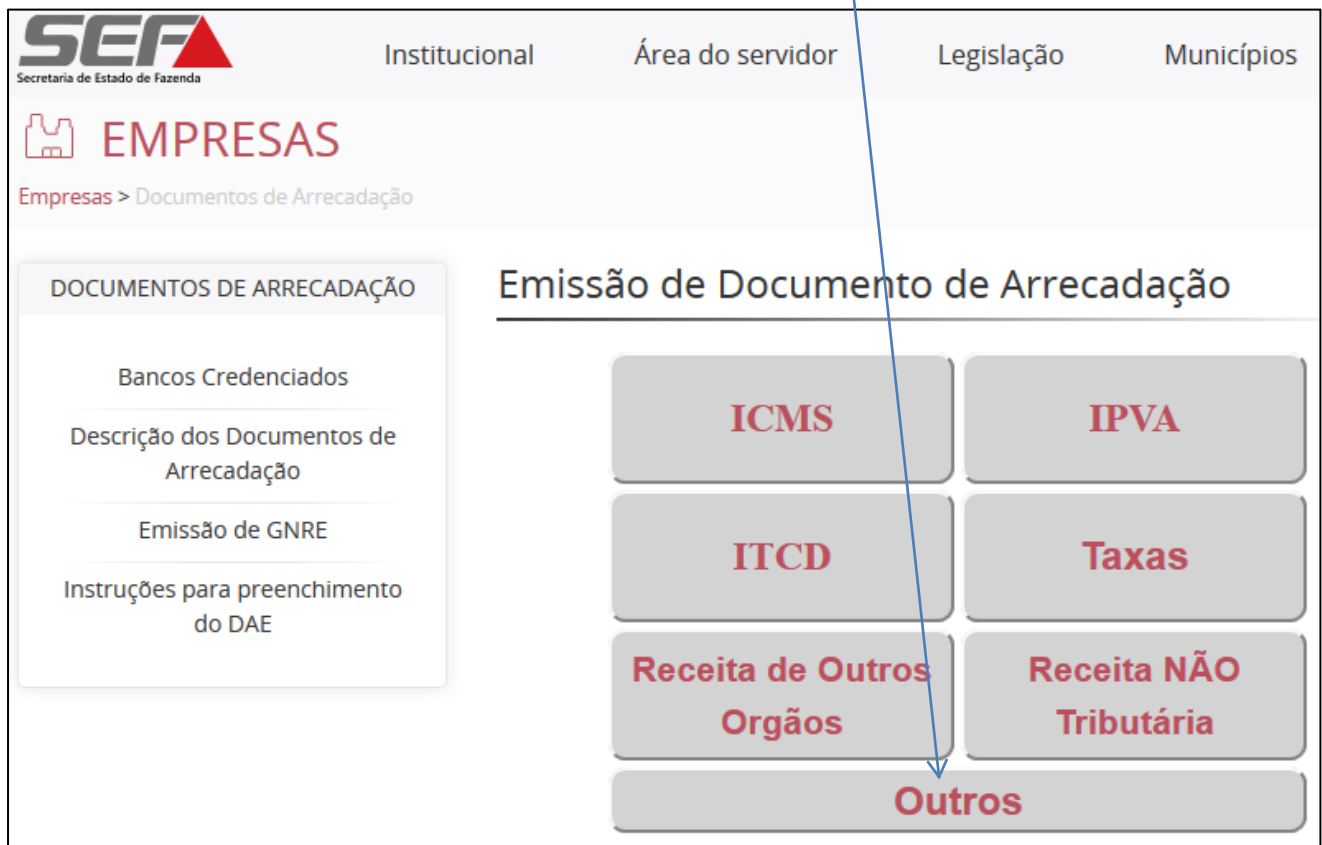 SEF
Secretaria de Estado de Fazenda
Institucional
Área do servidor
Legislação
Municípios
EMPRESAS
Empresas > Documentos de Arrecadação
DOCUMENTOS DE ARRECADAÇÃO
Bancos Credenciados
Descrição dos Documentos de
Arrecadação
Emissão de GNRE
Instruções para preenchimento
do DAE
Emissão de Documento de Arrecadação
ICMS
IPVA
ITCD
Taxas
Receita de Outros
Orgãos
Receita NÃO
Tributária
Outros